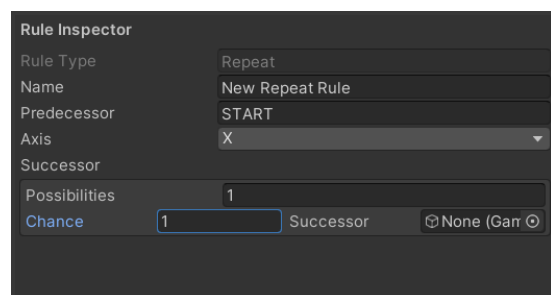 Rule Inspector
Rule Type Repeat
Name New Repeat Rule
Predecessor START
Axis X
Successor
Possibilities 1
Chance 1 Successor None (Gam